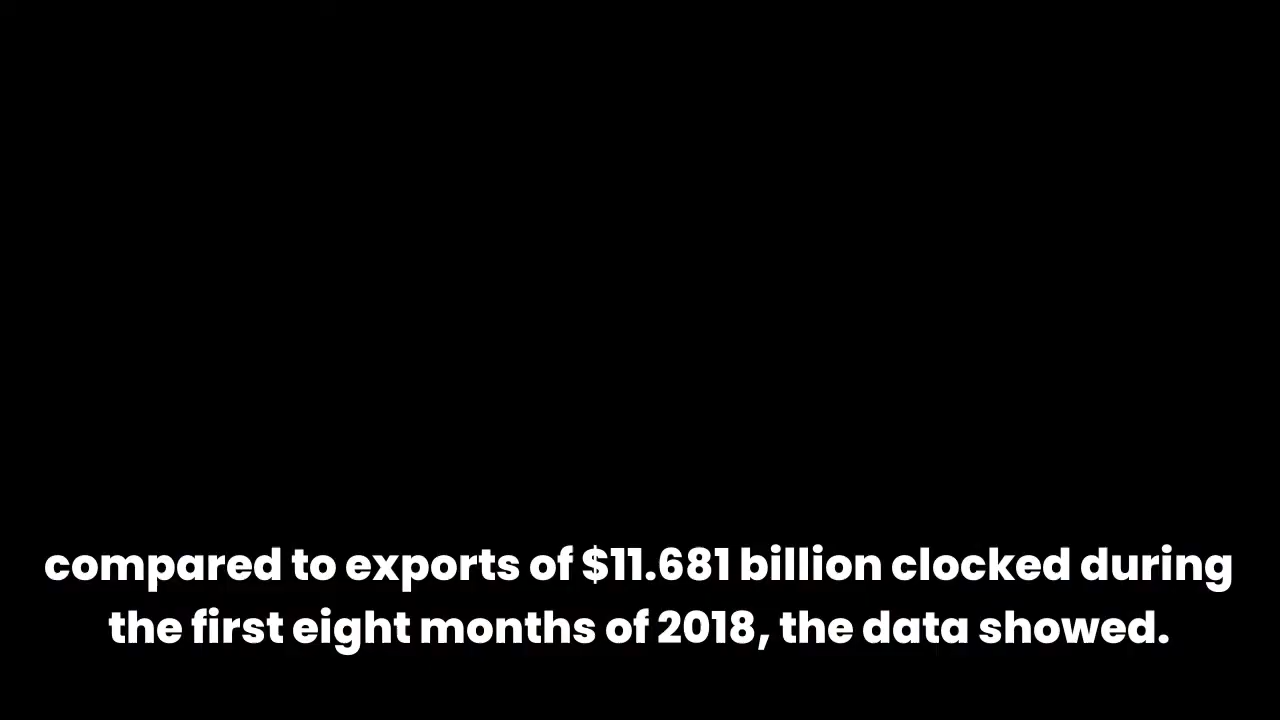 compared to exports of $11.681 billion clocked during
the first eight months of 2018, the data showed.